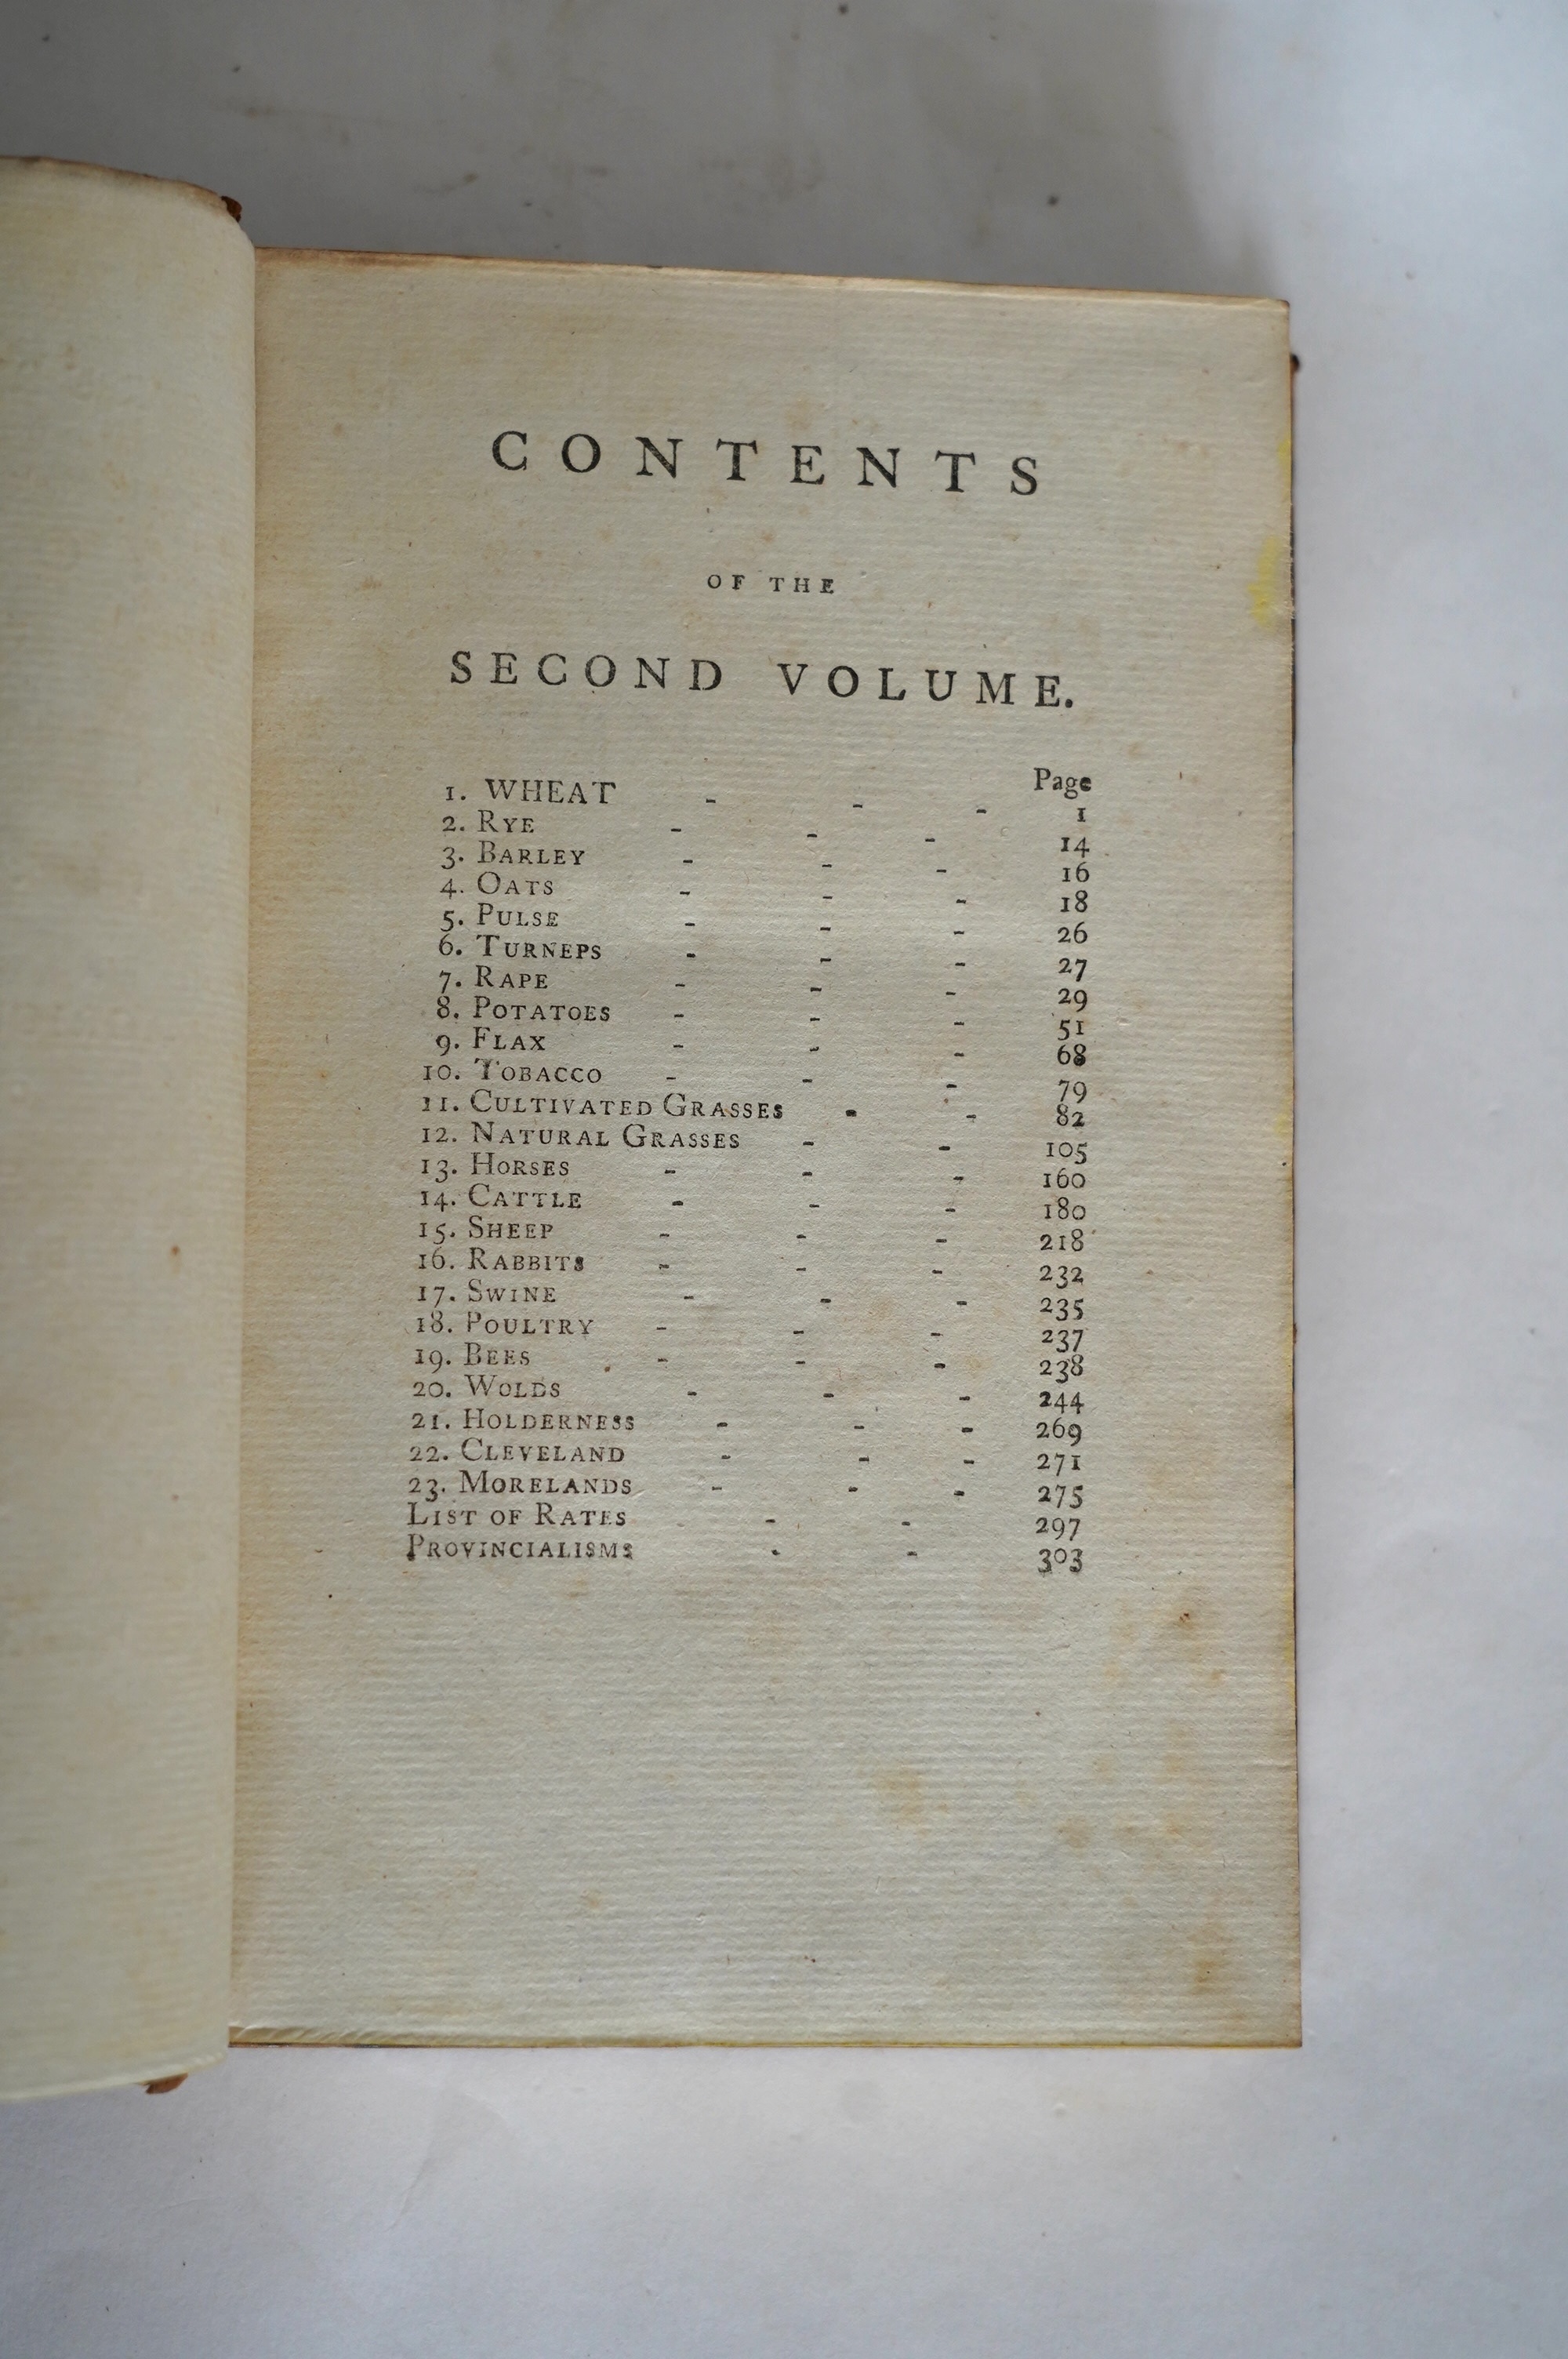 CONTENTS
OF THE
SECOND VOLUME.
Page
1. WHEAT - - - 1
2. RYE - - - 14
3. BARLEY - - - 16
4. OATS - - - 18
5. PULSE - - - 26
6. TURNEPS - - - 27
7. RAPE - - - 29
8. POTATOES - - - 51
9. FLAX - - - 68
10. TOBACCO - - - 79
11. CULTIVATED GRASSES - - 82
12. NATURAL GRASSES - - 105
13. HORSES - - - 160
14. CATTLE - - - 180
15. SHEEP - - - 218
16. RABBITS - - - 232
17. SWINE - - - 235
18. POULTRY - - - 237
19. BEES - - - 238
20. WOLDS - - - 244
21. HOLDERNESS - - - 269
22. CLEVELAND - - - 271
23. MORELANDS - - - 275
LIST OF RATES - - 297
PROVINCIALISMS - - 303